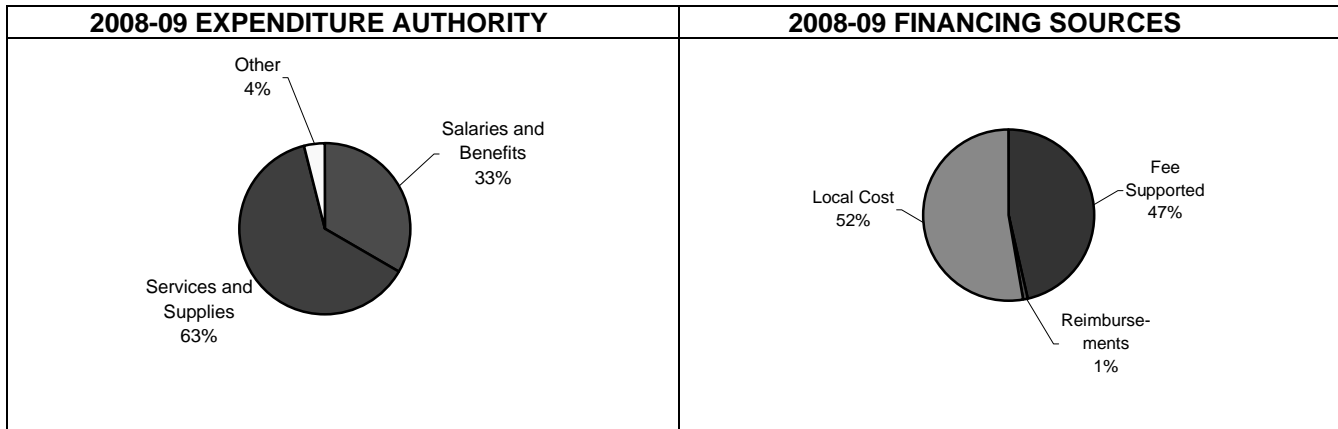 2008-09 EXPENDITURE AUTHORITY
Other
4%
Salaries and
Benefits
33%
Services and
Supplies
63%
2008-09 FINANCING SOURCES
Fee
Supported
47%
Local Cost
52%
Reimburse-
ments
1%